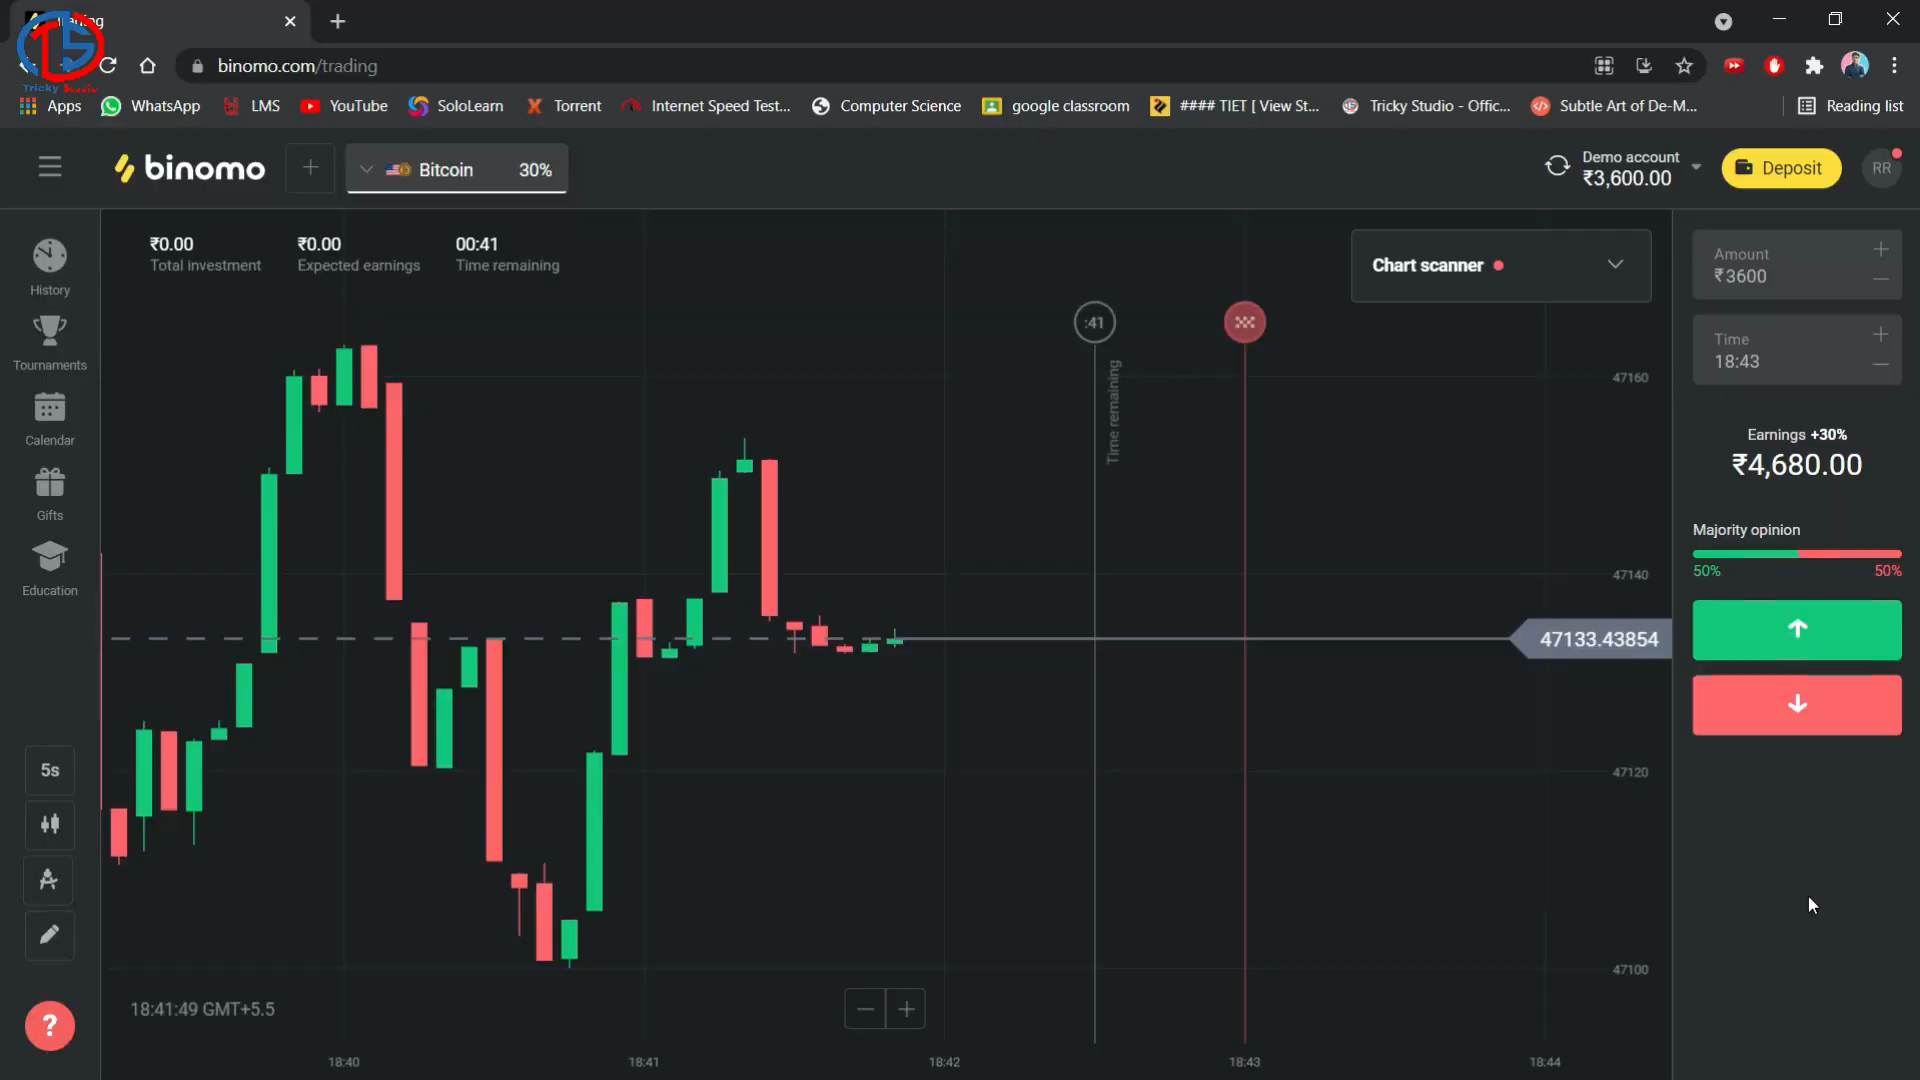 Trading
TS
Tricky Studio
binomo.com/trading
Apps
WhatsApp
LMS
YouTube
SoloLearn
Torrent
Internet Speed Test...
Computer Science
google classroom
#### TIET [ View St...
Tricky Studio - Offic...
Subtle Art of De-M...
Reading list
binomo
Bitcoin 30%
Demo account
₹3,600.00
Deposit
RR
History
Tournaments
Calendar
Gifts
Education
5s
?
₹0.00
Total investment
₹0.00
Expected earnings
00:41
Time remaining
Chart scanner
:41
Time remaining
47160
47140
47133.43854
47120
47100
18:41:49 GMT+5.5
18:40
18:41
18:42
18:43
18:44
Amount
₹3600
Time
18:43
Earnings +30%
₹4,680.00
Majority opinion
50% 50%